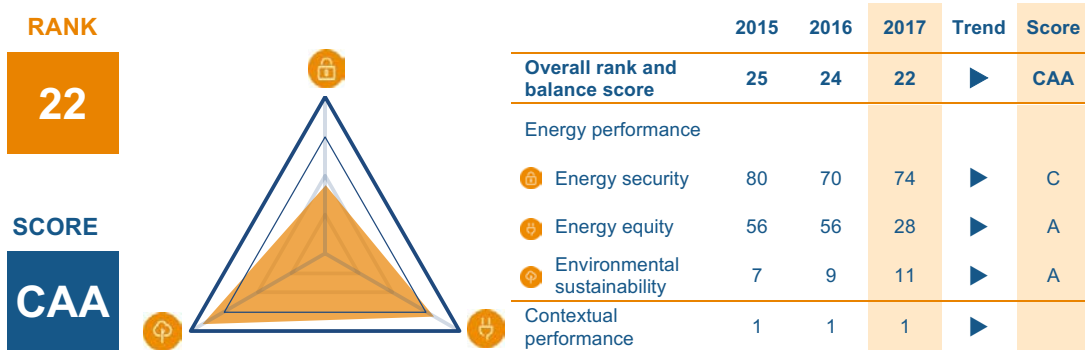 RANK
22
SCORE
CAA
2015 2016 2017 Trend Score
Overall rank and
balance score 25 24 22 CAA
Energy performance
Energy security 80 70 74 C
Energy equity 56 56 28 A
Environmental
sustainability 7 9 11 A
Contextual
performance 1 1 1